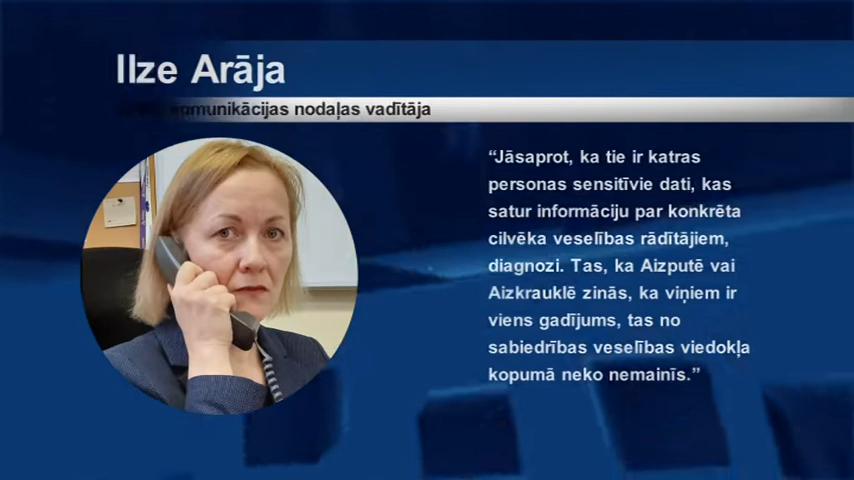 Ilze Arāja
komunikācijas nodaļas vadītāja
“Jāsaprot, ka tie ir katras
personas sensitīvie dati, kas
satur informāciju par konkrēta
cilvēka veselības rādītājiem,
diagnozi. Tas, ka Aizputē vai
Aizkrauklē zinās, ka viņiem ir
viens gadījums, tas no
sabiedrības veselības viedokļa
kopumā neko nemainīs.”